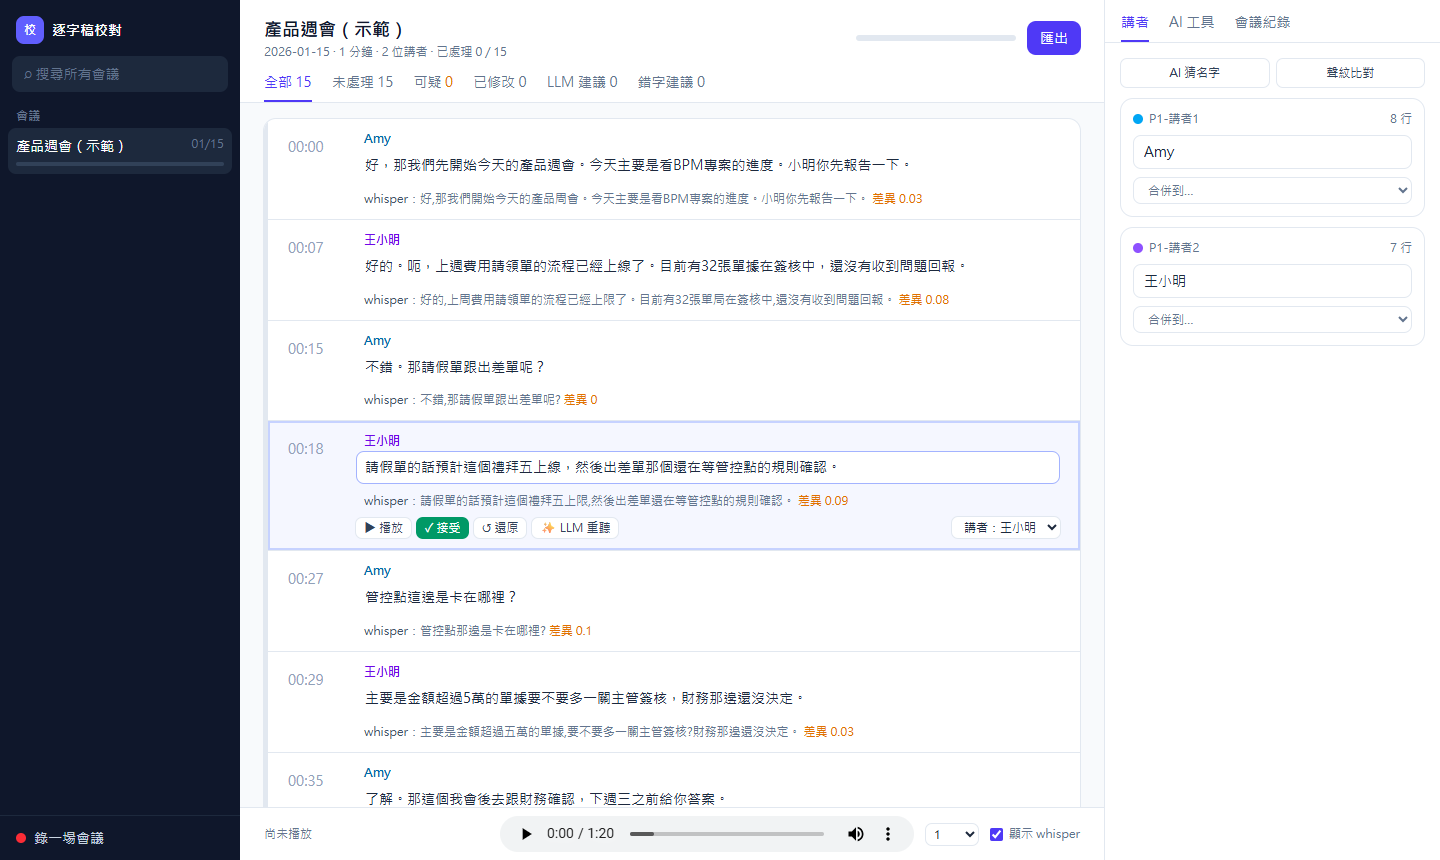 校 逐字稿校對
搜尋所有會議
會議
產品週會（示範） 01/15
錄一場會議
產品週會（示範）
2026-01-15 · 1 分鐘 · 2 位講者 · 已處理 0 / 15
匯出
全部 15 未處理 15 可疑 0 已修改 0 LLM 建議 0 錯字建議 0
00:00 Amy
好，那我們先開始今天的產品週會。今天主要是看BPM專案的進度。小明你先報告一下。
whisper：好,那我們開始今天的產品周會。今天主要是看BPM專案的進度。小明你先報告一下。 差異 0.03
00:07 王小明
好的。呃，上週費用請領單的流程已經上線了。目前有32張單據在簽核中，還沒有收到問題回報。
whisper：好的,上周費用請領單的流程已經上限了。目前有32張單局在簽核中,還沒有收到問題回報。 差異 0.08
00:15 Amy
不錯。那請假單跟出差單呢？
whisper：不錯,那請假單跟出差單呢? 差異 0
00:18 王小明
請假單的話預計這個禮拜五上線，然後出差單那個還在等管控點的規則確認。
whisper：請假單的話預計這個禮拜五上限,然後出差單還在等管控點的規則確認。 差異 0.09
▶ 播放 ✓ 接受 ↺ 還原 ✨ LLM 重聽 講者：王小明
00:27 Amy
管控點這邊是卡在哪裡？
whisper：管控點那邊是卡在哪裡? 差異 0.1
00:29 王小明
主要是金額超過5萬的單據要不要多一關主管簽核，財務那邊還沒決定。
whisper：主要是金額超過五萬的單據,要不要多一關主管簽核?財務那邊還沒決定。 差異 0.03
00:35 Amy
了解。那這個我會後去跟財務確認，下週三之前給你答案。
尚未播放 0:00 / 1:20 1 顯示 whisper
講者 AI 工具 會議紀錄
AI 猜名字 聲紋比對
P1-講者1 8 行
Amy
合併到...
P1-講者2 7 行
王小明
合併到...